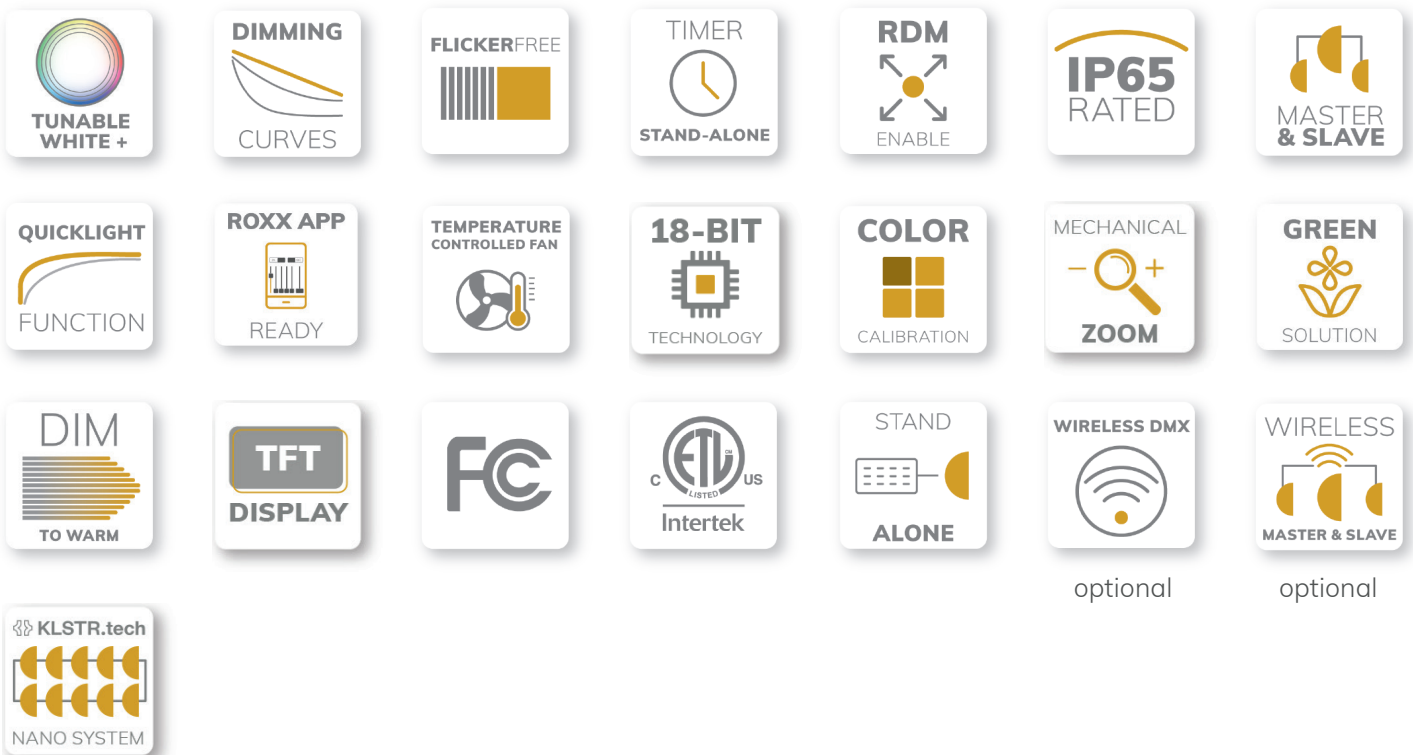 TUNABLE
WHITE +
DIMMING
CURVES
FLICKERFREE
TIMER
STAND-ALONE
RDM
ENABLE
IP65
RATED
MASTER
& SLAVE
QUICKLIGHT
FUNCTION
ROXX APP
READY
TEMPERATURE
CONTROLLED FAN
18-BIT
TECHNOLOGY
COLOR
CALIBRATION
MECHANICAL
− +
ZOOM
GREEN
SOLUTION
DIM
TO WARM
TFT
DISPLAY
FC
ETL
CM
C LISTED US
Intertek
STAND
ALONE
WIRELESS DMX
optional
WIRELESS
MASTER & SLAVE
optional
KLSTR.tech
NANO SYSTEM